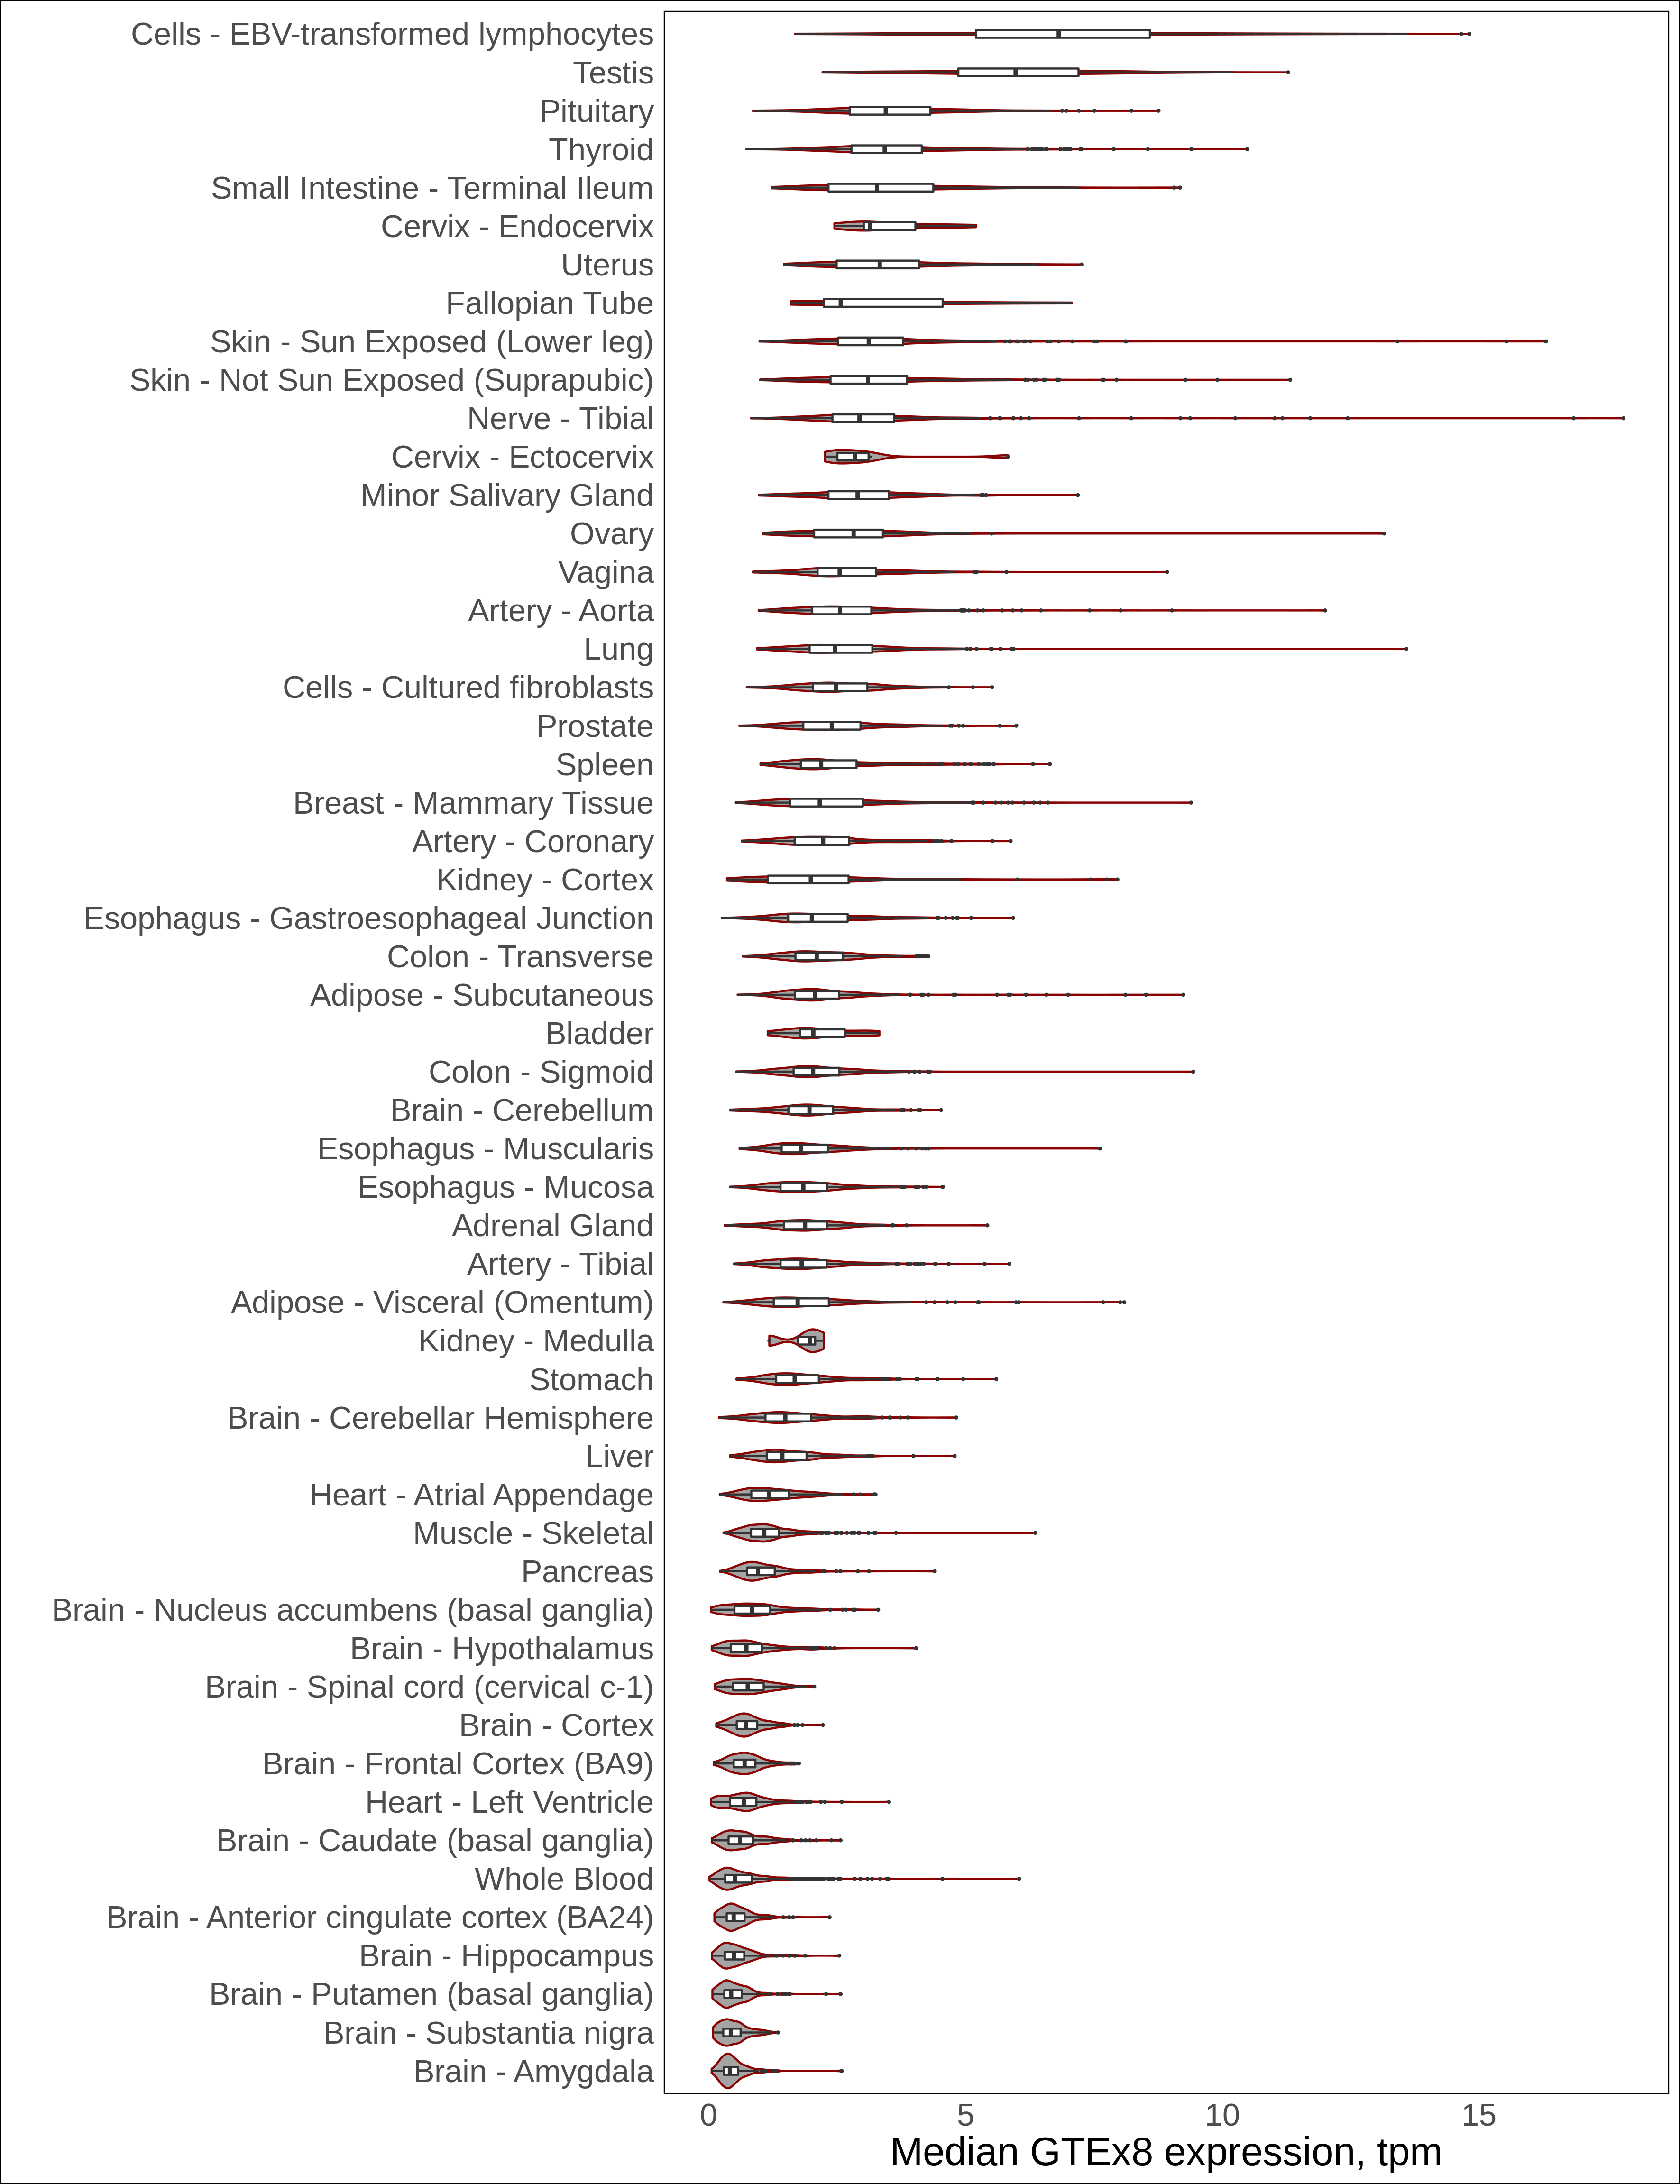 Cells - EBV-transformed lymphocytes
Testis
Pituitary
Thyroid
Small Intestine - Terminal Ileum
Cervix - Endocervix
Uterus
Fallopian Tube
Skin - Sun Exposed (Lower leg)
Skin - Not Sun Exposed (Suprapubic)
Nerve - Tibial
Cervix - Ectocervix
Minor Salivary Gland
Ovary
Vagina
Artery - Aorta
Lung
Cells - Cultured fibroblasts
Prostate
Spleen
Breast - Mammary Tissue
Artery - Coronary
Kidney - Cortex
Esophagus - Gastroesophageal Junction
Colon - Transverse
Adipose - Subcutaneous
Bladder
Colon - Sigmoid
Brain - Cerebellum
Esophagus - Muscularis
Esophagus - Mucosa
Adrenal Gland
Artery - Tibial
Adipose - Visceral (Omentum)
Kidney - Medulla
Stomach
Brain - Cerebellar Hemisphere
Liver
Heart - Atrial Appendage
Muscle - Skeletal
Pancreas
Brain - Nucleus accumbens (basal ganglia)
Brain - Hypothalamus
Brain - Spinal cord (cervical c-1)
Brain - Cortex
Brain - Frontal Cortex (BA9)
Heart - Left Ventricle
Brain - Caudate (basal ganglia)
Whole Blood
Brain - Anterior cingulate cortex (BA24)
Brain - Hippocampus
Brain - Putamen (basal ganglia)
Brain - Substantia nigra
Brain - Amygdala
0 5 10 15
Median GTEx8 expression, tpm